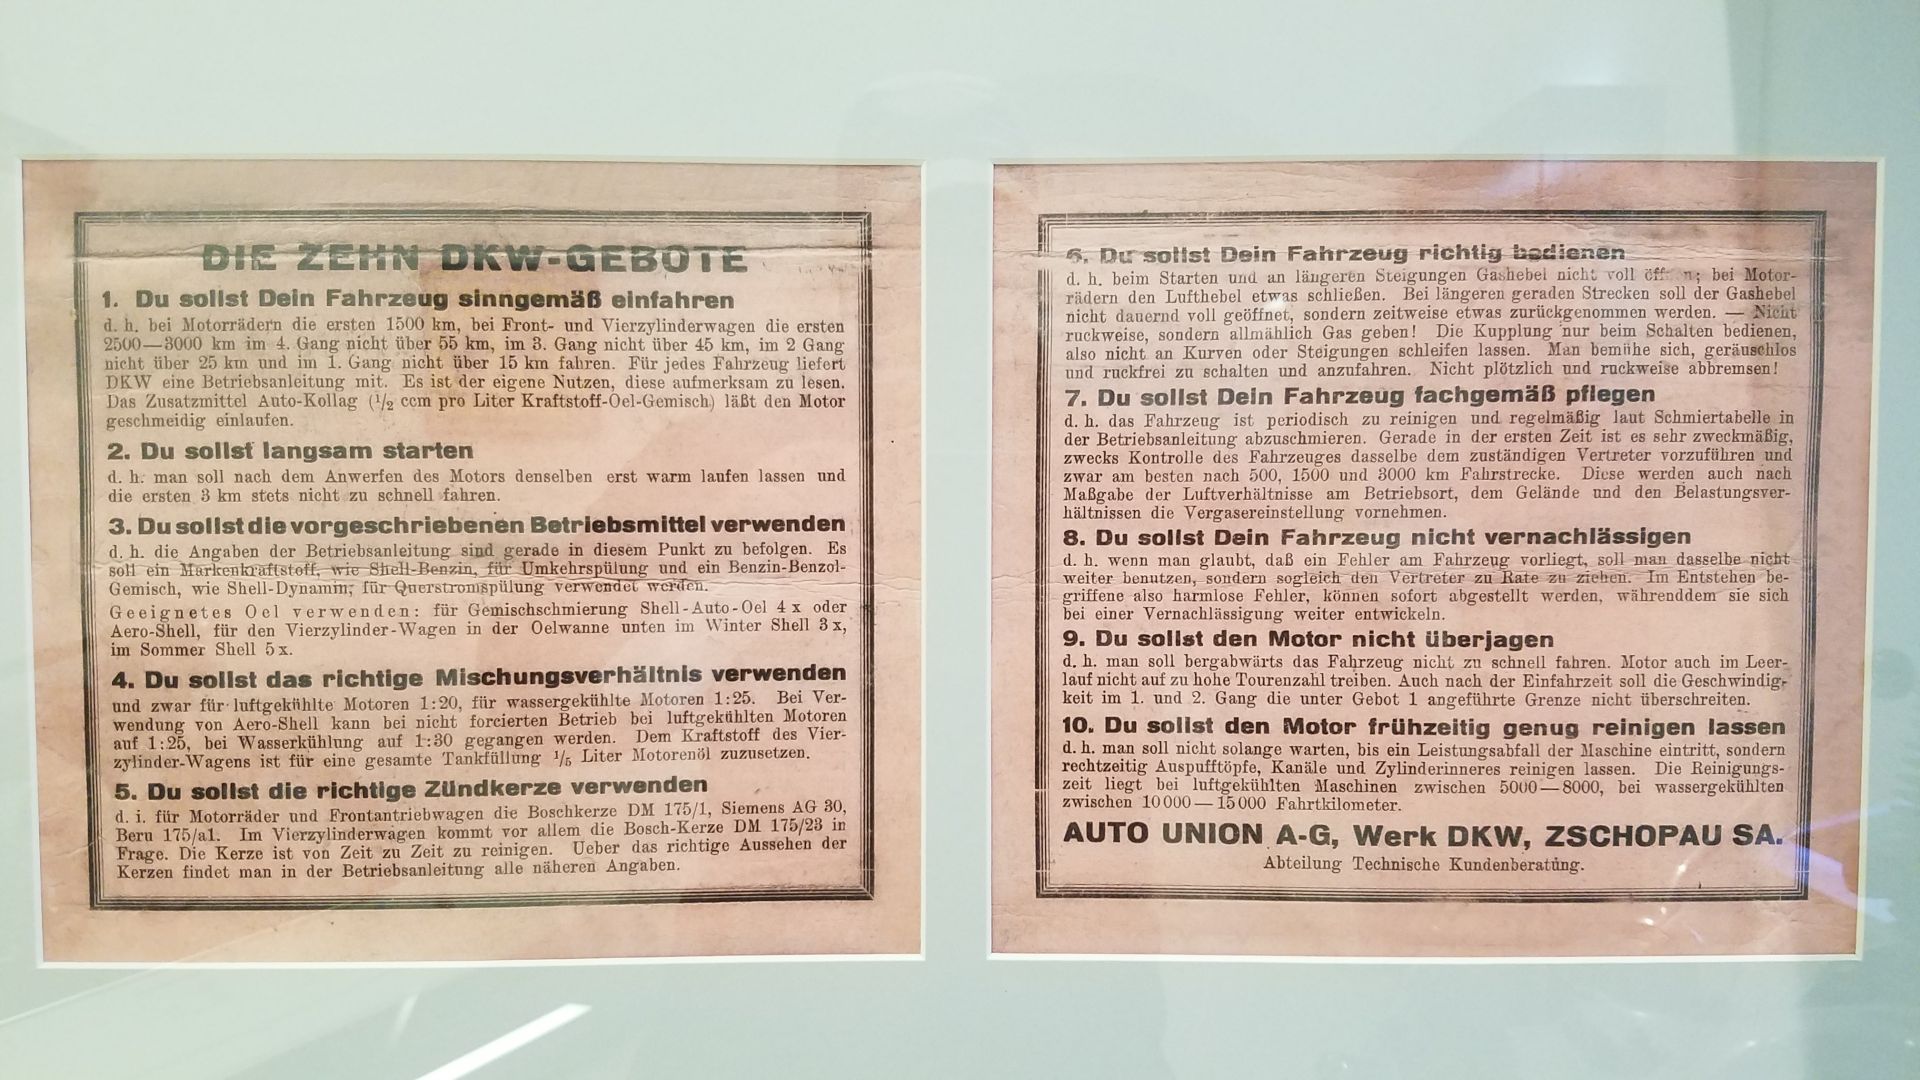 DIE ZEHN DKW-GEBOTE
1. Du sollst Dein Fahrzeug sinngemäß einfahren
d. h. bei Motorrädern die ersten 1500 km, bei Front- und Vierzylinderwagen die ersten
2500—3000 km im 4. Gang nicht über 55 km, im 3. Gang nicht über 45 km, im 2 Gang
nicht über 25 km und im 1. Gang nicht über 15 km fahren. Für jedes Fahrzeug liefert
DKW eine Betriebsanleitung mit. Es ist der eigene Nutzen, diese aufmerksam zu lesen.
Das Zusatzmittel Auto-Kollag (1/2 ccm pro Liter Kraftstoff-Oel-Gemisch) läßt den Motor
geschmeidig einlaufen.
2. Du sollst langsam starten
d. h. man soll nach dem Anwerfen des Motors denselben erst warm laufen lassen und
die ersten 3 km stets nicht zu schnell fahren.
3. Du sollst die vorgeschriebenen Betriebsmittel verwenden
d. h. die Angaben der Betriebsanleitung sind gerade in diesem Punkt zu befolgen. Es
soll ein Markenkraftstoff, wie Shell-Benzin, für Umkehrspülung und ein Benzin-Benzol-
Gemisch, wie Shell-Dynamin, für Querstromspülung verwendet werden.
Geeignetes Oel verwenden: für Gemischschmierung Shell-Auto-Oel 4 x oder
Aero-Shell, für den Vierzylinder-Wagen in der Oelwanne unten im Winter Shell 3 x,
im Sommer Shell 5 x.
4. Du sollst das richtige Mischungsverhältnis verwenden
und zwar für luftgekühlte Motoren 1:20, für wassergekühlte Motoren 1:25. Bei Ver-
wendung von Aero-Shell kann bei nicht forcierten Betrieb bei luftgekühlten Motoren
auf 1:25, bei Wasserkühlung auf 1:30 gegangen werden. Dem Kraftstoff des Vier-
zylinder-Wagens ist für eine gesamte Tankfüllung 1/5 Liter Motorenöl zuzusetzen.
5. Du sollst die richtige Zündkerze verwenden
d. i. für Motorräder und Frontantriebwagen die Boschkerze DM 175/1, Siemens AG 30,
Beru 175/a1. Im Vierzylinderwagen kommt vor allem die Bosch-Kerze DM 175/23 in
Frage. Die Kerze ist von Zeit zu Zeit zu reinigen. Ueber das richtige Aussehen der
Kerzen findet man in der Betriebsanleitung alle näheren Angaben.
6. Du sollst Dein Fahrzeug richtig bedienen
d. h. beim Starten und an längeren Steigungen Gashebel nicht voll öffnen; bei Motor-
rädern den Lufthebel etwas schließen. Bei längeren geraden Strecken soll der Gashebel
nicht dauernd voll geöffnet, sondern zeitweise etwas zurückgenommen werden. — Nicht
ruckweise, sondern allmählich Gas geben! Die Kupplung nur beim Schalten bedienen,
also nicht an Kurven oder Steigungen schleifen lassen. Man bemühe sich, geräuschlos
und ruckfrei zu schalten und anzufahren. Nicht plötzlich und ruckweise abbremsen!
7. Du sollst Dein Fahrzeug fachgemäß pflegen
d. h. das Fahrzeug ist periodisch zu reinigen und regelmäßig laut Schmiertabelle in
der Betriebsanleitung abzuschmieren. Gerade in der ersten Zeit ist es sehr zweckmäßig,
zwecks Kontrolle des Fahrzeuges dasselbe dem zuständigen Vertreter vorzuführen und
zwar am besten nach 500, 1500 und 3000 km Fahrstrecke. Diese werden auch nach
Maßgabe der Luftverhältnisse am Betriebsort, dem Gelände und den Belastungsver-
hältnissen die Vergasereinstellung vornehmen.
8. Du sollst Dein Fahrzeug nicht vernachlässigen
d. h. wenn man glaubt, daß ein Fehler am Fahrzeug vorliegt, soll man dasselbe nicht
weiter benutzen, sondern sogleich den Vertreter zu Rate zu ziehen. Im Entstehen be-
griffene also harmlose Fehler, können sofort abgestellt werden, währenddem sie sich
bei einer Vernachlässigung weiter entwickeln.
9. Du sollst den Motor nicht überjagen
d. h. man soll bergabwärts das Fahrzeug nicht zu schnell fahren. Motor auch im Leer-
lauf nicht auf zu hohe Tourenzahl treiben. Auch nach der Einfahrzeit soll die Geschwindig-
keit im 1. und 2. Gang die unter Gebot 1 angeführte Grenze nicht überschreiten.
10. Du sollst den Motor frühzeitig genug reinigen lassen
d. h. man soll nicht solange warten, bis ein Leistungsabfall der Maschine eintritt, sondern
rechtzeitig Auspufftöpfe, Kanäle und Zylinderinneres reinigen lassen. Die Reinigungs-
zeit liegt bei luftgekühlten Maschinen zwischen 5000—8000, bei wassergekühlten
zwischen 10000—15000 Fahrtkilometer.
AUTO UNION A-G, Werk DKW, ZSCHOPAU SA.
Abteilung Technische Kundenberatung.